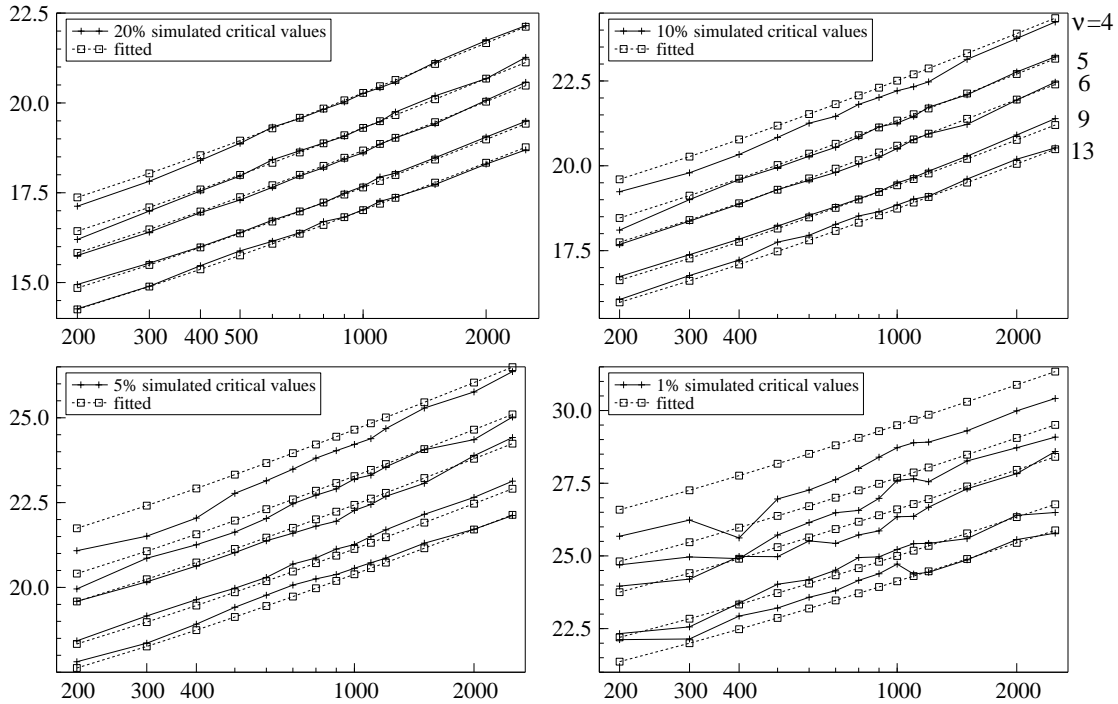 22.5
20.0
17.5
15.0
200 300 400 500 1000 2000
20% simulated critical values
fitted
22.5
20.0
17.5
200 300 400 1000 2000
10% simulated critical values
fitted
ν=4
5
6
9
13
25.0
22.5
20.0
200 300 400 1000 2000
5% simulated critical values
fitted
30.0
27.5
25.0
22.5
200 300 400 1000 2000
1% simulated critical values
fitted